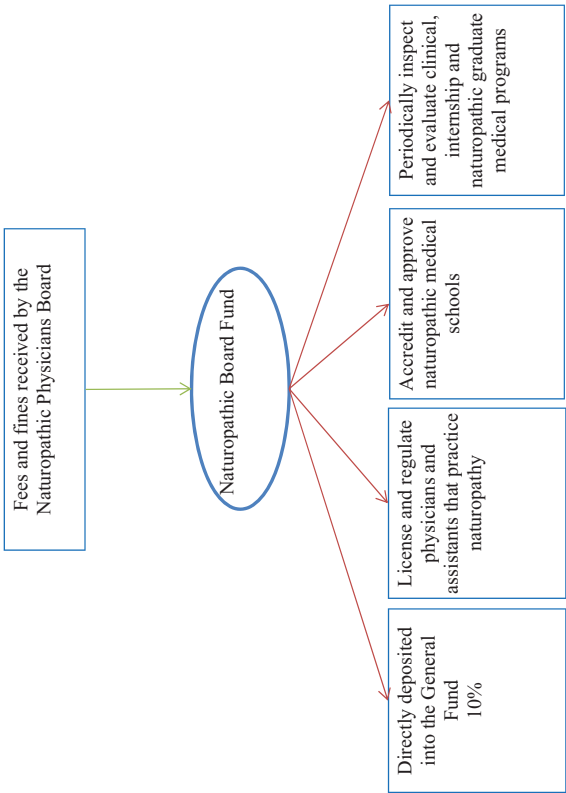 Fees and fines received by the
Naturopathic Physicians Board
Naturopathic Board Fund
Directly deposited
into the General
Fund
10%
License and regulate
physicians and
assistants that practice
naturopathy
Accredit and approve
naturopathic medical
schools
Periodically inspect
and evaluate clinical,
internship and
naturopathic graduate
medical programs